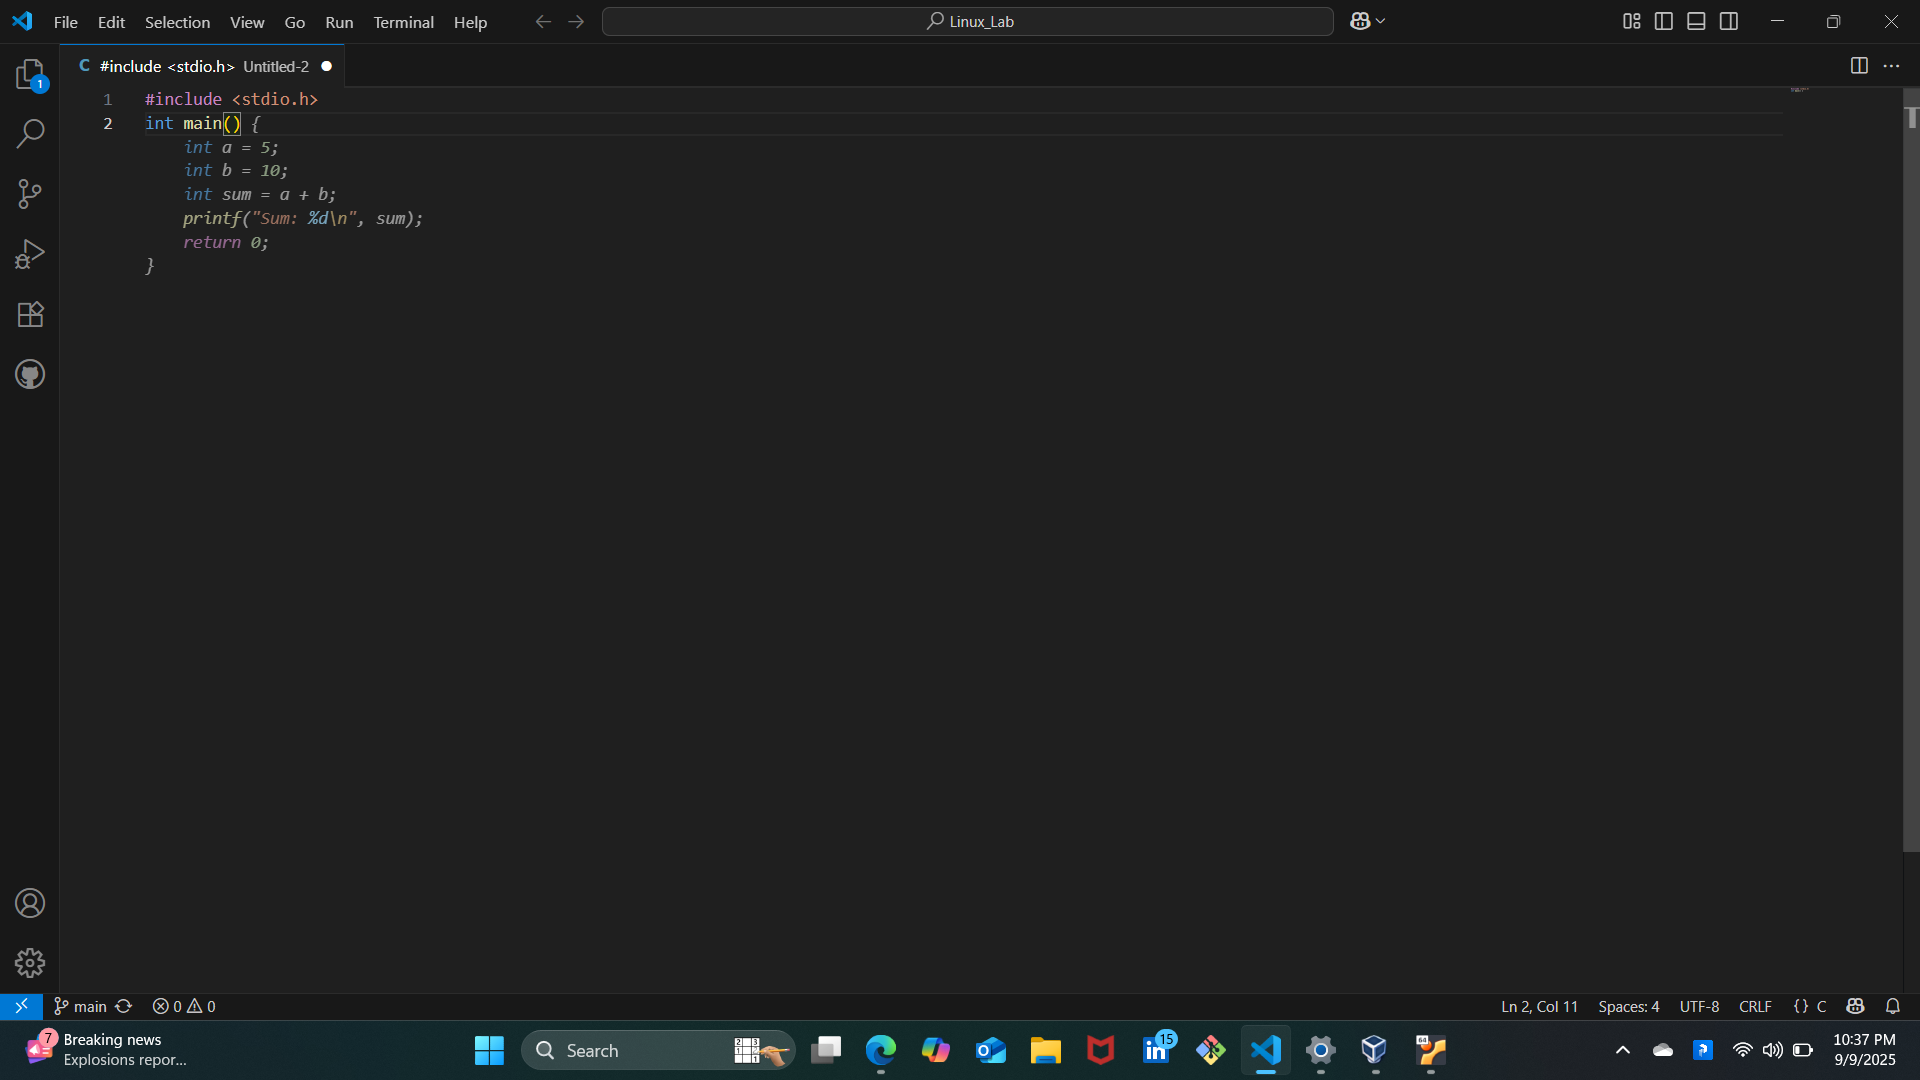 File Edit Selection View Go Run Terminal Help
Linux_Lab
1
C #include <stdio.h> Untitled-2
1 #include <stdio.h>
2 int main() {
int a = 5;
int b = 10;
int sum = a + b;
printf("Sum: %d\n", sum);
return 0;
}
main 0 0
Ln 2, Col 11 Spaces: 4 UTF-8 CRLF {} C
7
Breaking news
Explosions repor...
Search
15
64
10:37 PM
9/9/2025